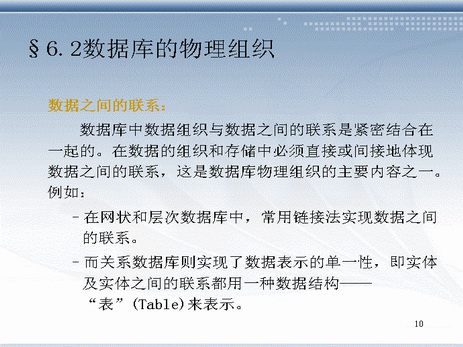 §6.2数据库的物理组织
数据之间的联系：
数据库中数据组织与数据之间的联系是紧密结合在
一起的。在数据的组织和存储中必须直接或间接地体现
数据之间的联系，这是数据库物理组织的主要内容之一。
例如：
-在网状和层次数据库中，常用链接法实现数据之间
的联系。
-而关系数据库则实现了数据表示的单一性，即实体
及实体之间的联系都用一种数据结构——
“表”(Table)来表示。
10